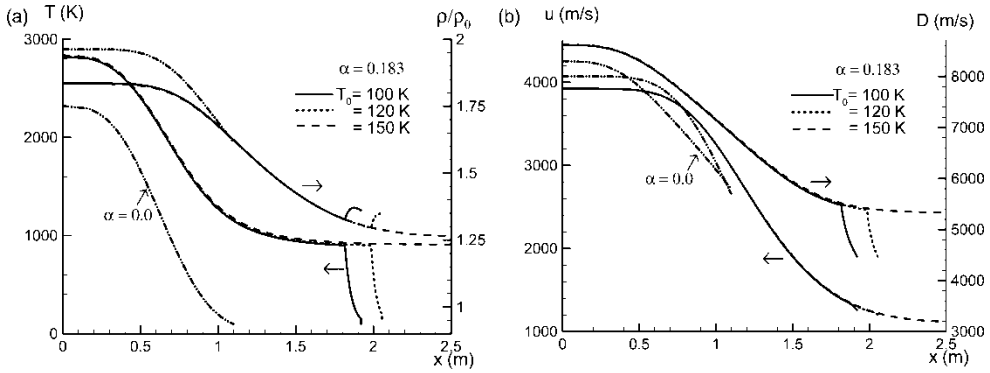 (a)
T (K)
ρ/ρ₀
3000
2000
1000
0
2
1.75
1.5
1.25
1
α = 0.183
T₀ = 100 K
= 120 K
= 150 K
α = 0.0
0 0.5 1 1.5 2 2.5
x (m)
(b)
u (m/s)
D (m/s)
4000
3000
2000
1000
8000
7000
6000
5000
4000
3000
α = 0.183
T₀ = 100 K
= 120 K
= 150 K
α = 0.0
0 0.5 1 1.5 2 2.5
x (m)